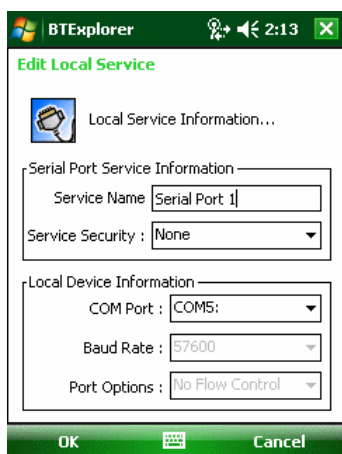 BTExplorer 2:13
Edit Local Service
Local Service Information...
Serial Port Service Information
Service Name Serial Port 1
Service Security : None
Local Device Information
COM Port : COM5:
Baud Rate : 57600
Port Options : No Flow Control
OK Cancel